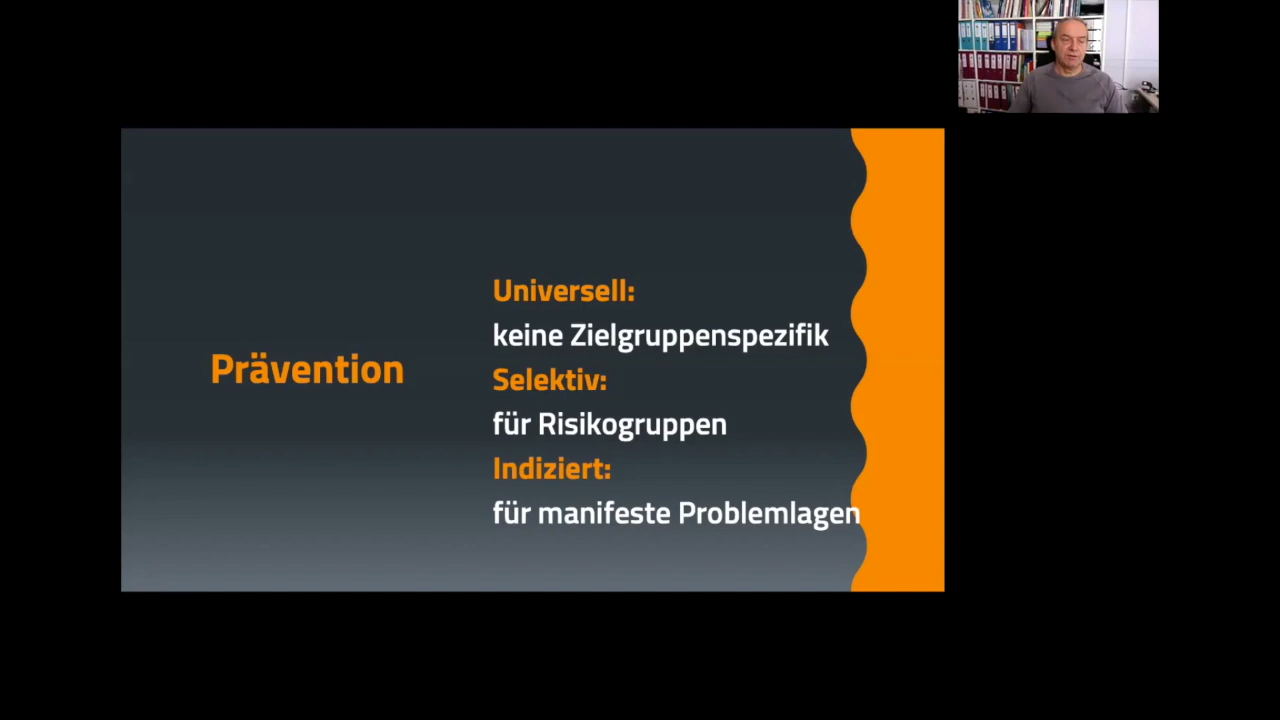 Prävention
Universell:
keine Zielgruppenspezifik
Selektiv:
für Risikogruppen
Indiziert:
für manifeste Problemlagen